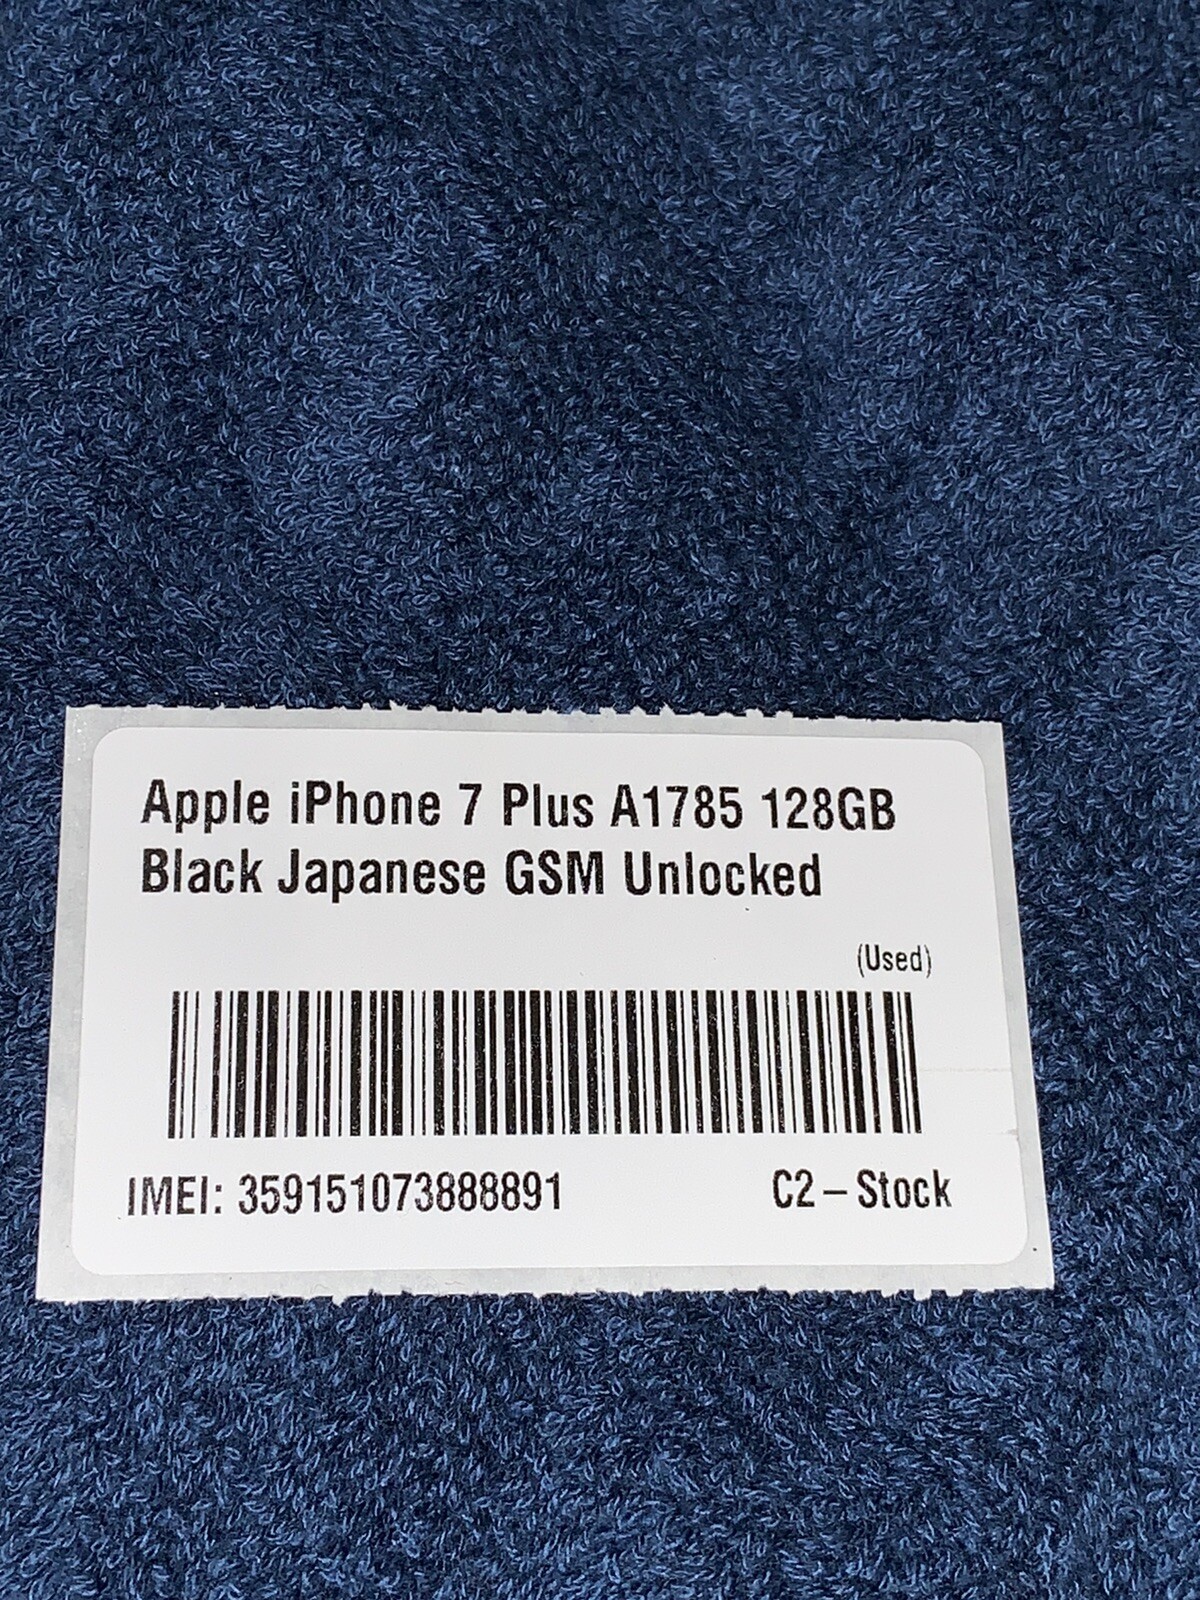 Apple iPhone 7 Plus A1785 128GB
Black Japanese GSM Unlocked
(Used)
IMEI: 359151073888891 C2 – Stock